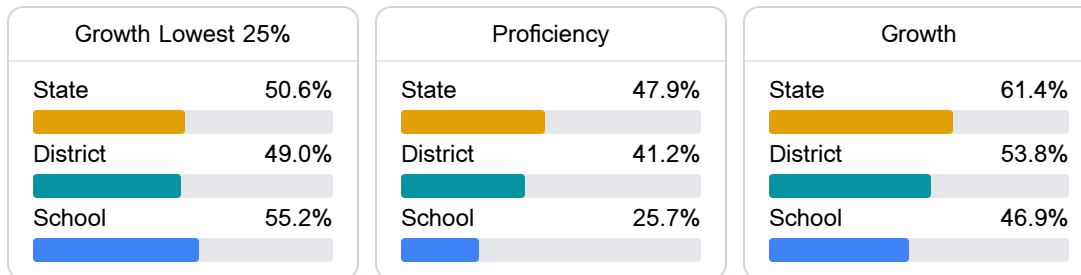 Growth Lowest 25%
State 50.6%
District 49.0%
School 55.2%
Proficiency
State 47.9%
District 41.2%
School 25.7%
Growth
State 61.4%
District 53.8%
School 46.9%